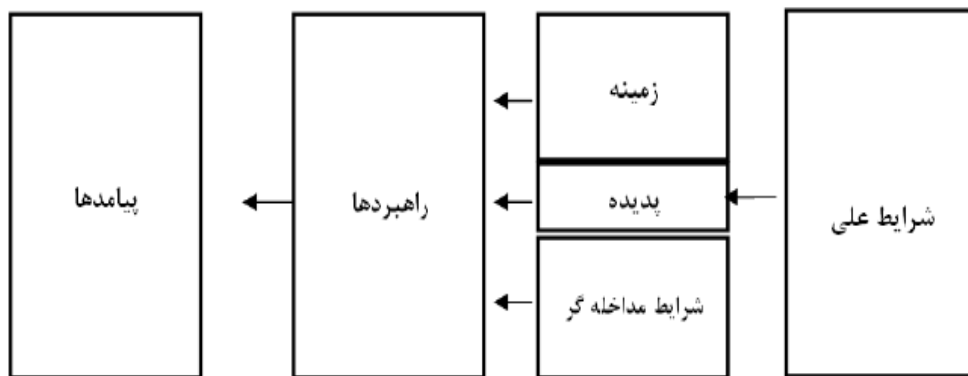 شرایط علی
زمینه
پدیده
شرایط مداخله گر
راهبردها
پیامدها